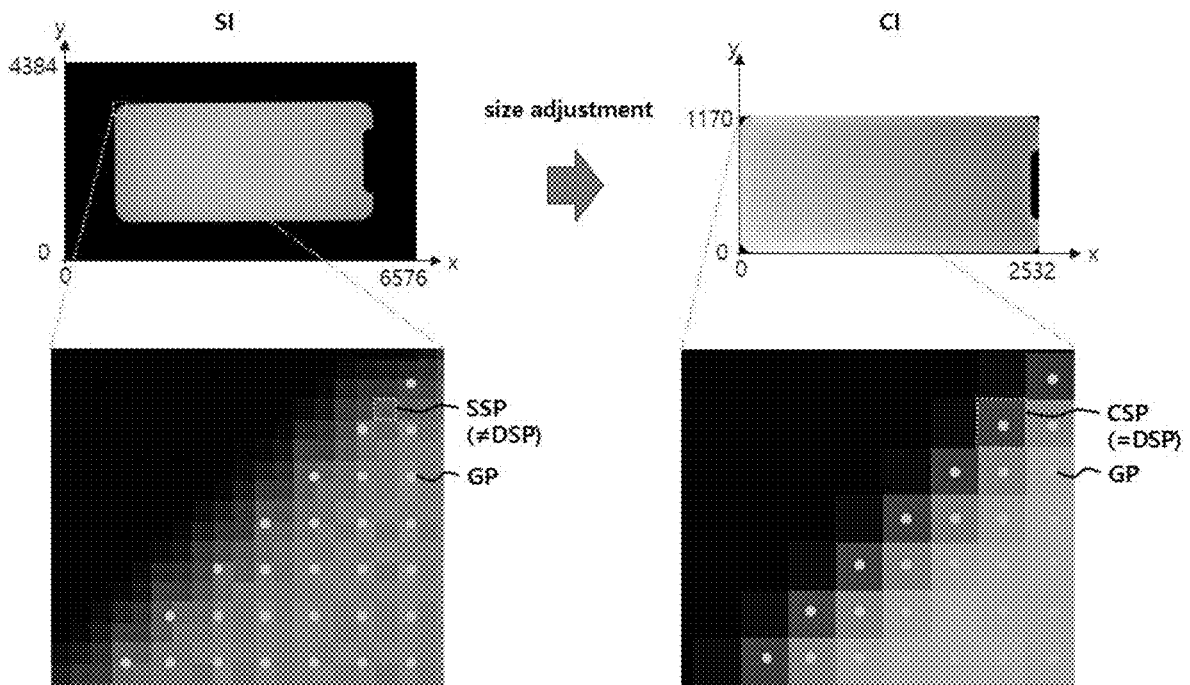 SI
y
4384
0
0
6576
x
size adjustment
CI
y
1170
0
0
2532
x
SSP
(≠DSP)
GP
CSP
(=DSP)
GP